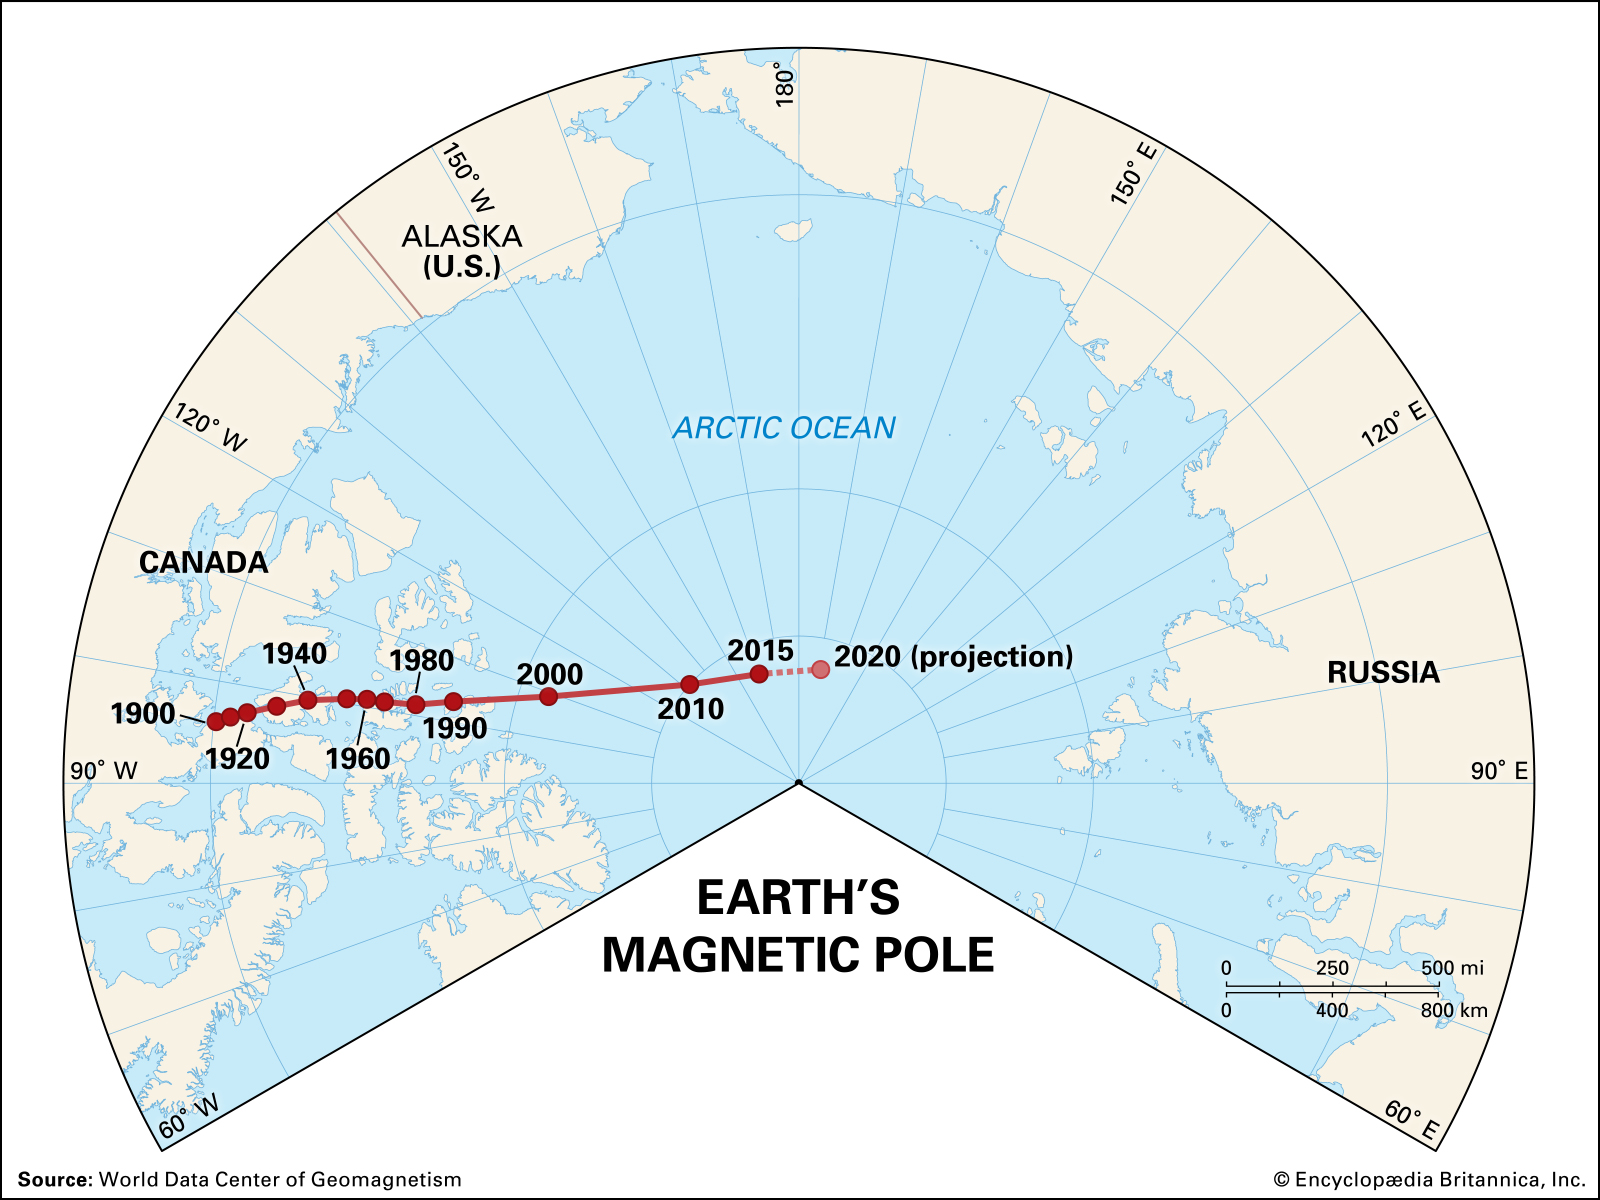 180°
150° W
150° E
ALASKA
(U.S.)
120° W
ARCTIC OCEAN
120° E
CANADA
1940
1980
2000
2015
2020 (projection)
RUSSIA
1900
1920
1960
1990
2010
90° W
90° E
EARTH’S
MAGNETIC POLE
0 250 500 mi
0 400 800 km
60° W
60° E
Source: World Data Center of Geomagnetism
© Encyclopædia Britannica, Inc.